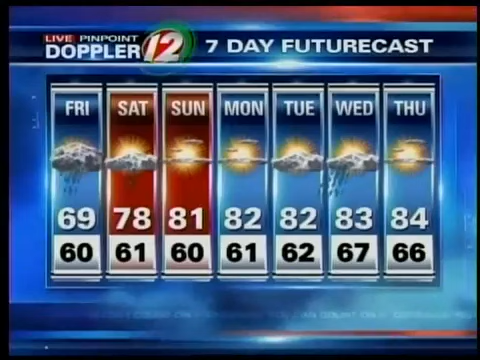 LIVE PINPOINT
DOPPLER 12
7 DAY FUTURECAST
FRI SAT SUN MON TUE WED THU
69 78 81 82 82 83 84
60 61 60 61 62 67 66